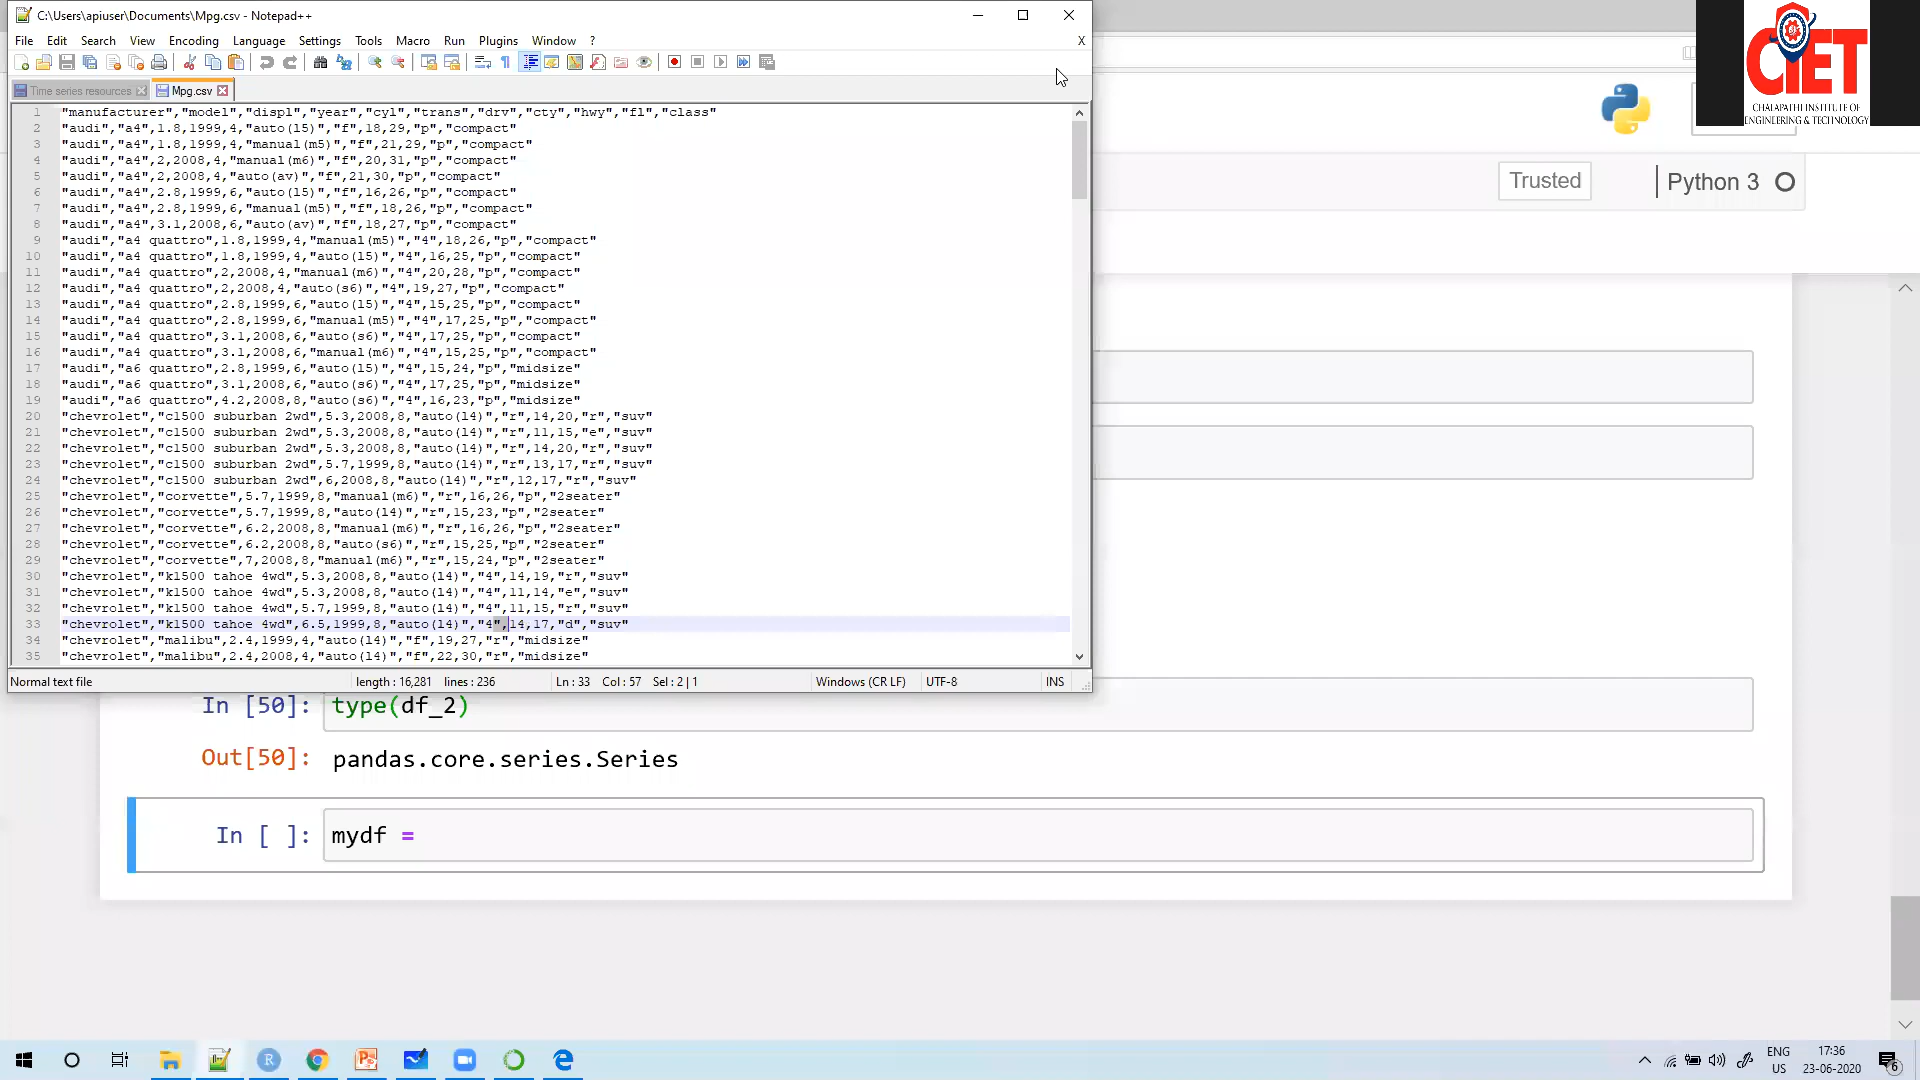 C:\Users\apiuser\Documents\Mpg.csv - Notepad++
File Edit Search View Encoding Language Settings Tools Macro Run Plugins Window ? X
Time series resources Mpg.csv
1 "manufacturer","model","displ","year","cyl","trans","drv","cty","hwy","fl","class"
2 "audi","a4",1.8,1999,4,"auto(l5)","f",18,29,"p","compact"
3 "audi","a4",1.8,1999,4,"manual(m5)","f",21,29,"p","compact"
4 "audi","a4",2,2008,4,"manual(m6)","f",20,31,"p","compact"
5 "audi","a4",2,2008,4,"auto(av)","f",21,30,"p","compact"
6 "audi","a4",2.8,1999,6,"auto(l5)","f",16,26,"p","compact"
7 "audi","a4",2.8,1999,6,"manual(m5)","f",18,26,"p","compact"
8 "audi","a4",3.1,2008,6,"auto(av)","f",18,27,"p","compact"
9 "audi","a4 quattro",1.8,1999,4,"manual(m5)","4",18,26,"p","compact"
10 "audi","a4 quattro",1.8,1999,4,"auto(l5)","4",16,25,"p","compact"
11 "audi","a4 quattro",2,2008,4,"manual(m6)","4",20,28,"p","compact"
12 "audi","a4 quattro",2,2008,4,"auto(s6)","4",19,27,"p","compact"
13 "audi","a4 quattro",2.8,1999,6,"auto(l5)","4",15,25,"p","compact"
14 "audi","a4 quattro",2.8,1999,6,"manual(m5)","4",17,25,"p","compact"
15 "audi","a4 quattro",3.1,2008,6,"auto(s6)","4",17,25,"p","compact"
16 "audi","a4 quattro",3.1,2008,6,"manual(m6)","4",15,25,"p","compact"
17 "audi","a6 quattro",2.8,1999,6,"auto(l5)","4",15,24,"p","midsize"
18 "audi","a6 quattro",3.1,2008,6,"auto(s6)","4",17,25,"p","midsize"
19 "audi","a6 quattro",4.2,2008,8,"auto(s6)","4",16,23,"p","midsize"
20 "chevrolet","c1500 suburban 2wd",5.3,2008,8,"auto(l4)","r",14,20,"r","suv"
21 "chevrolet","c1500 suburban 2wd",5.3,2008,8,"auto(l4)","r",11,15,"e","suv"
22 "chevrolet","c1500 suburban 2wd",5.3,2008,8,"auto(l4)","r",14,20,"r","suv"
23 "chevrolet","c1500 suburban 2wd",5.7,1999,8,"auto(l4)","r",13,17,"r","suv"
24 "chevrolet","c1500 suburban 2wd",6,2008,8,"auto(l4)","r",12,17,"r","suv"
25 "chevrolet","corvette",5.7,1999,8,"manual(m6)","r",16,26,"p","2seater"
26 "chevrolet","corvette",5.7,1999,8,"auto(l4)","r",15,23,"p","2seater"
27 "chevrolet","corvette",6.2,2008,8,"manual(m6)","r",16,26,"p","2seater"
28 "chevrolet","corvette",6.2,2008,8,"auto(s6)","r",15,25,"p","2seater"
29 "chevrolet","corvette",7,2008,8,"manual(m6)","r",15,24,"p","2seater"
30 "chevrolet","k1500 tahoe 4wd",5.3,2008,8,"auto(l4)","4",14,19,"r","suv"
31 "chevrolet","k1500 tahoe 4wd",5.3,2008,8,"auto(l4)","4",11,14,"e","suv"
32 "chevrolet","k1500 tahoe 4wd",5.7,1999,8,"auto(l4)","4",11,15,"r","suv"
33 "chevrolet","k1500 tahoe 4wd",6.5,1999,8,"auto(l4)","4",14,17,"d","suv"
34 "chevrolet","malibu",2.4,1999,4,"auto(l4)","f",19,27,"r","midsize"
35 "chevrolet","malibu",2.4,2008,4,"auto(l4)","f",22,30,"r","midsize"
Normal text file length : 16,281 lines : 236 Ln : 33 Col : 57 Sel : 2 | 1 Windows (CR LF) UTF-8 INS
CIET
CHALAPATHI INSTITUTE OF
ENGINEERING & TECHNOLOGY
Trusted Python 3
In [50]: type(df_2)
Out[50]: pandas.core.series.Series
In [ ]: mydf =
ENG
US
17:36
23-06-2020
6